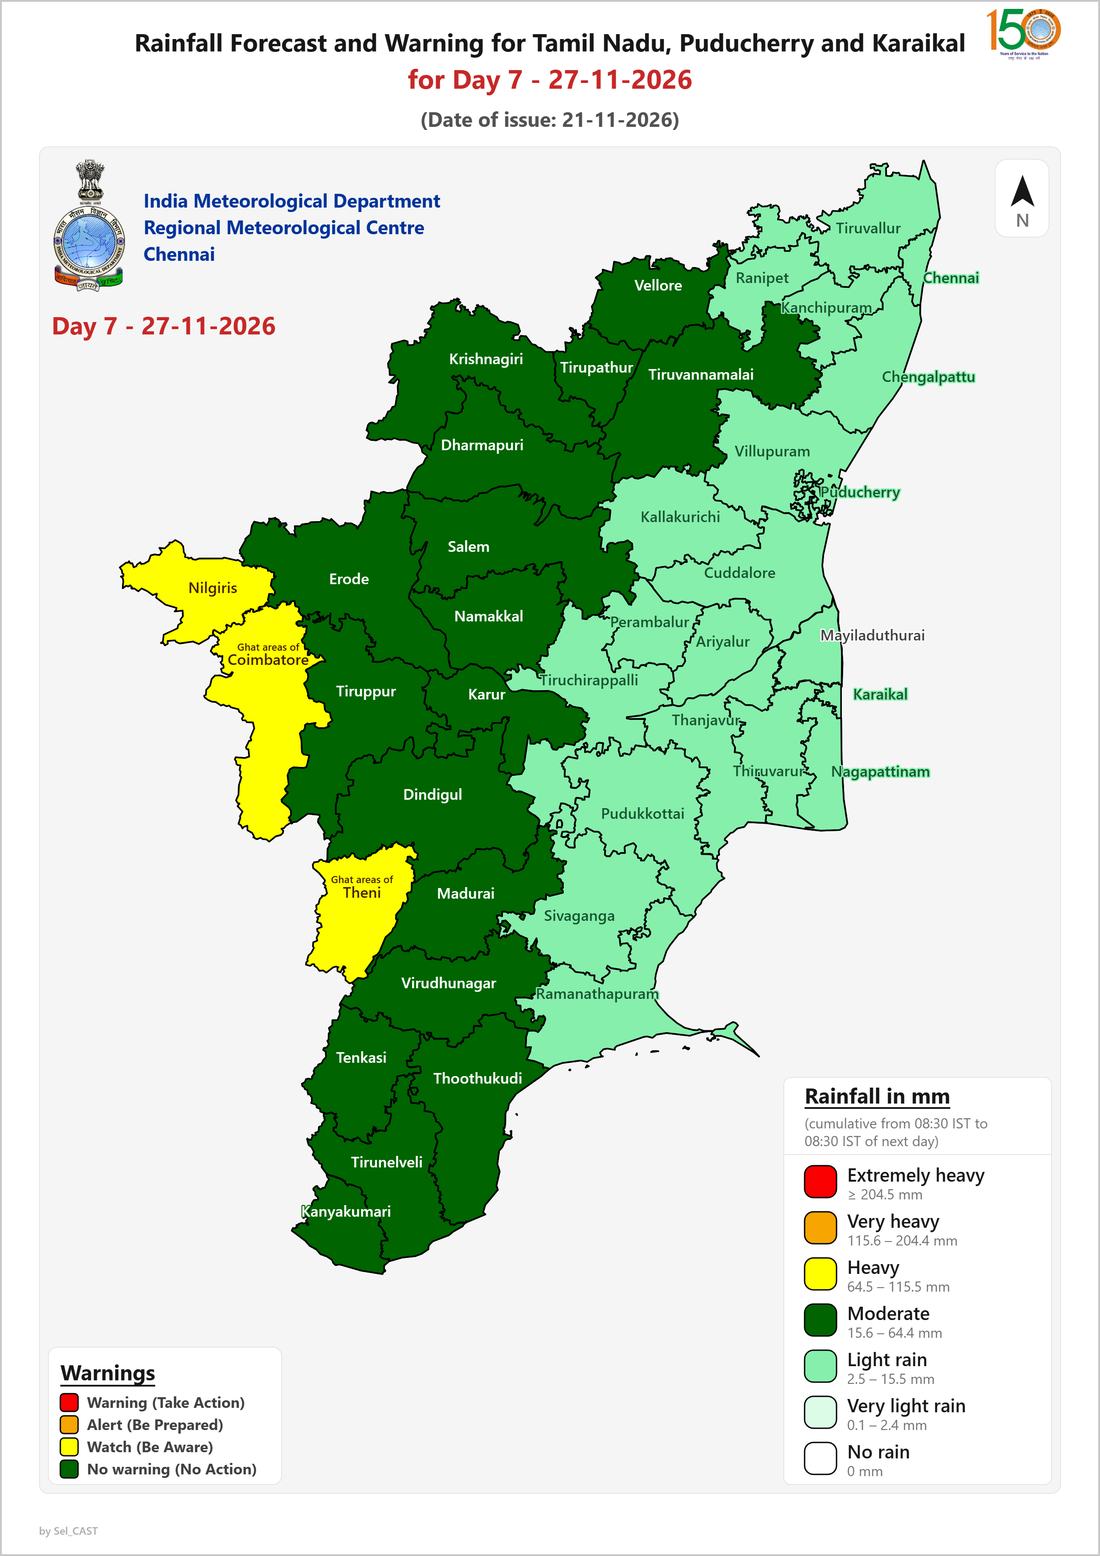 Rainfall Forecast and Warning for Tamil Nadu, Puducherry and Karaikal
150
Years of Service to the Nation
for Day 7 - 27-11-2026
(Date of issue: 21-11-2026)
India Meteorological Department
Regional Meteorological Centre
Chennai
Day 7 - 27-11-2026
N
Tiruvallur
Chennai
Ranipet
Vellore
Kanchipuram
Krishnagiri
Tirupathur
Tiruvannamalai
Chengalpattu
Dharmapuri
Villupuram
Puducherry
Kallakurichi
Salem
Cuddalore
Erode
Nilgiris
Namakkal
Perambalur
Ariyalur
Mayiladuthurai
Ghat areas of
Coimbatore
Tiruchirappalli
Tiruppur
Karur
Karaikal
Thanjavur
Thiruvarur
Nagapattinam
Dindigul
Pudukkottai
Ghat areas of
Theni
Madurai
Sivaganga
Virudhunagar
Ramanathapuram
Tenkasi
Thoothukudi
Tirunelveli
Kanyakumari
Rainfall in mm
(cumulative from 08:30 IST to
08:30 IST of next day)
Extremely heavy
≥ 204.5 mm
Very heavy
115.6 – 204.4 mm
Heavy
64.5 – 115.5 mm
Moderate
15.6 – 64.4 mm
Light rain
2.5 – 15.5 mm
Very light rain
0.1 – 2.4 mm
No rain
0 mm
Warnings
Warning (Take Action)
Alert (Be Prepared)
Watch (Be Aware)
No warning (No Action)
by Sel_CAST